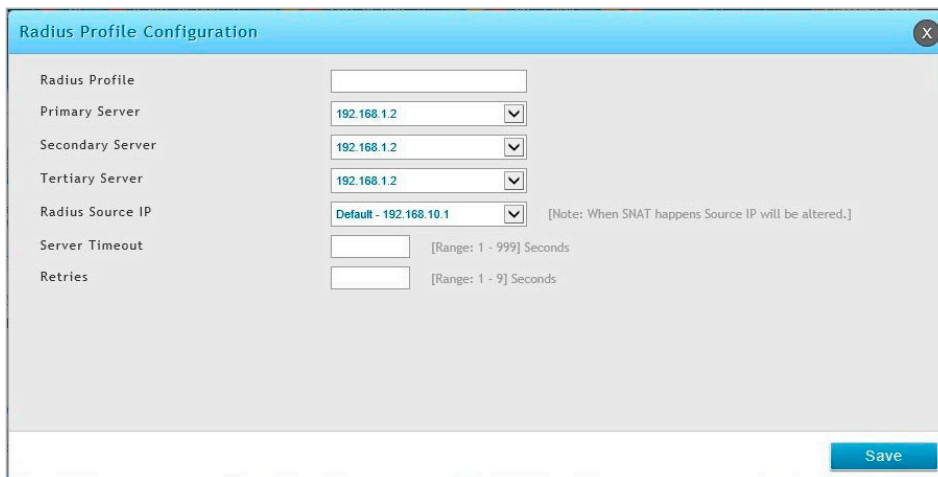 Radius Profile Configuration
X
Radius Profile
Primary Server 192.168.1.2
Secondary Server 192.168.1.2
Tertiary Server 192.168.1.2
Radius Source IP Default - 192.168.10.1 [Note: When SNAT happens Source IP will be altered.]
Server Timeout [Range: 1 - 999] Seconds
Retries [Range: 1 - 9] Seconds
Save